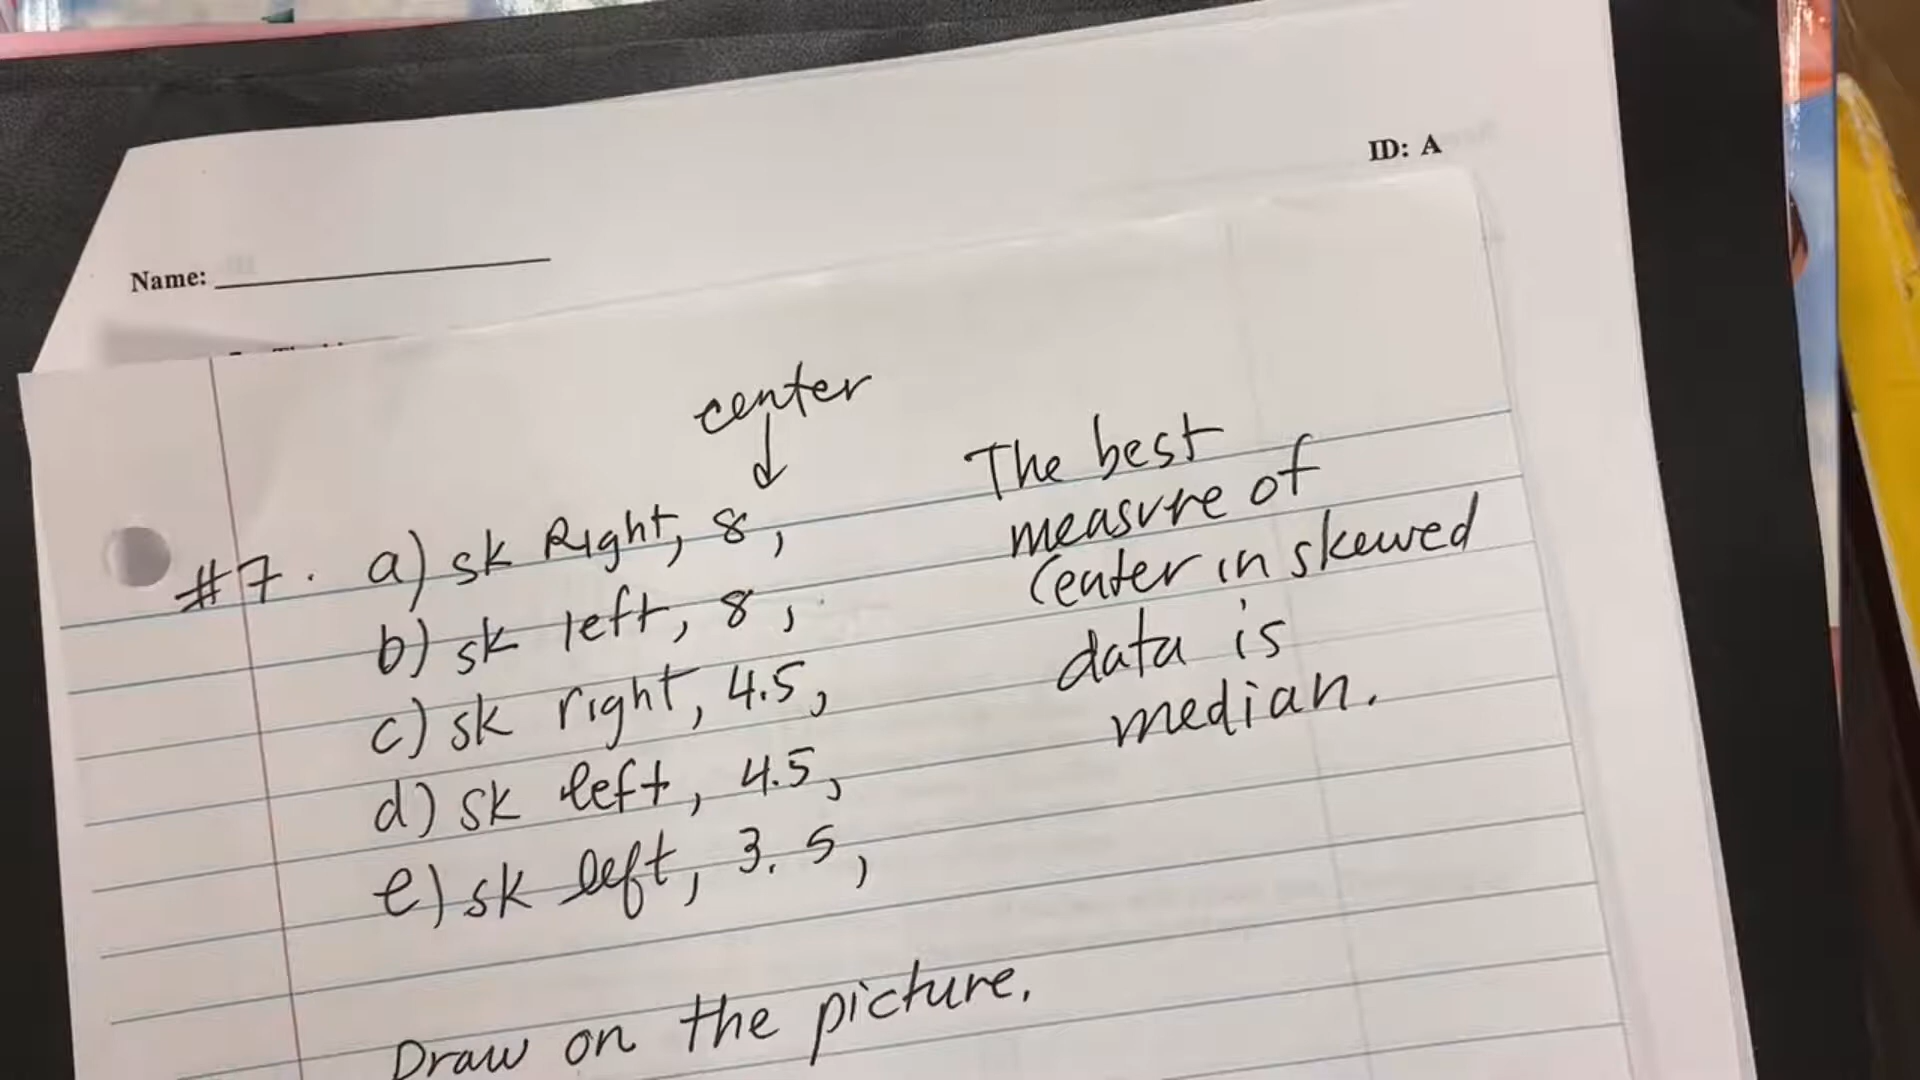 ID: A
Name:
center
#7. a) sk Right, 8,
b) sk left, 8,
c) sk right, 4.5,
d) sk left, 4.5,
e) sk left, 3.5,
The best
measure of
center in skewed
data is
median.
Draw on the picture.